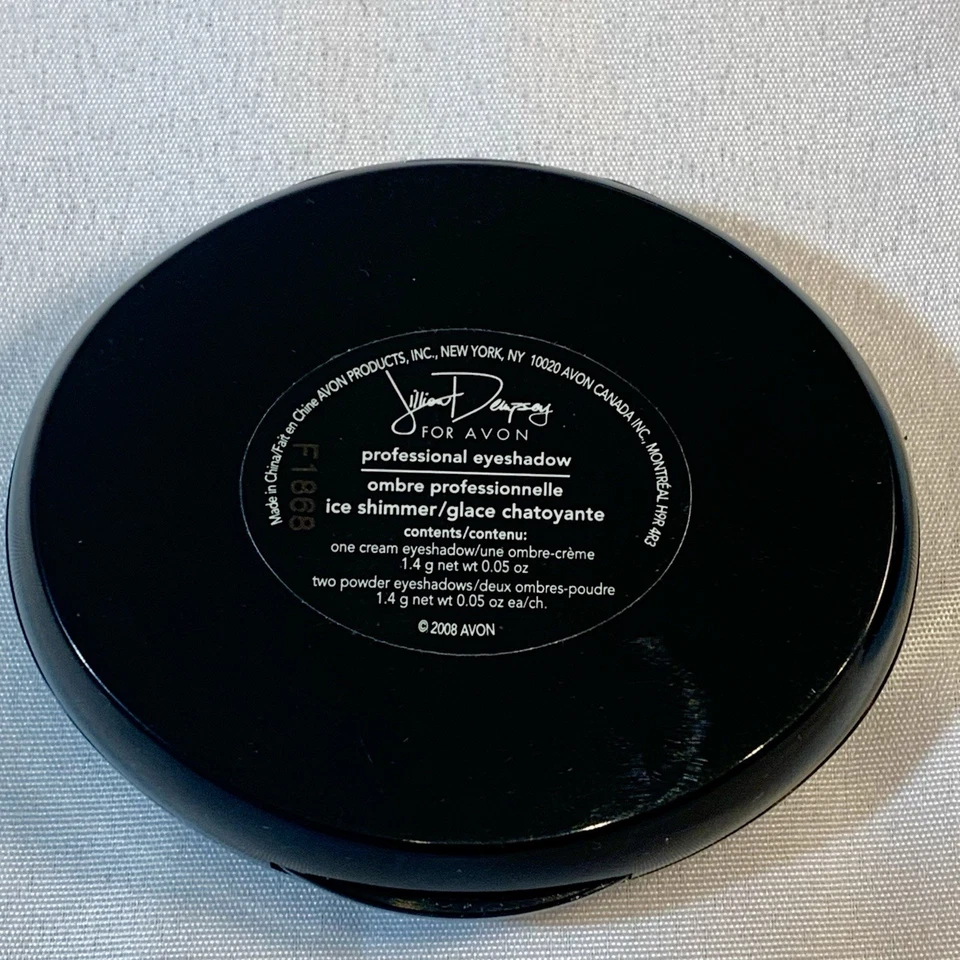 Made in China/Fait en Chine AVON PRODUCTS, INC., NEW YORK, NY 10020 AVON CANADA INC. MONTRÉAL H9R 4R3
Jillian Dempsey
FOR AVON
professional eyeshadow
ombre professionnelle
ice shimmer/glace chatoyante
contents/contenu:
one cream eyeshadow/une ombre-crème
1.4 g net wt 0.05 oz
two powder eyeshadows/deux ombres-poudre
1.4 g net wt 0.05 oz ea/ch.
© 2008 AVON
F1868